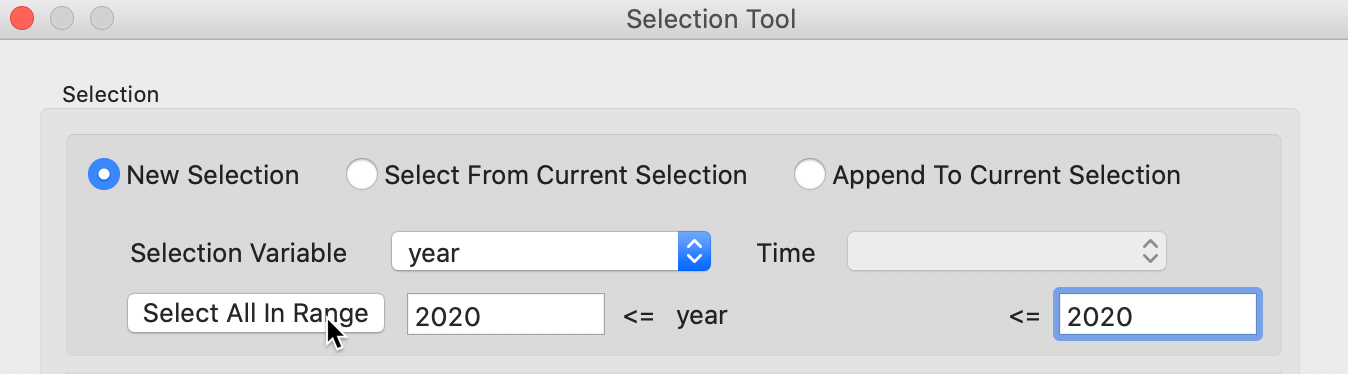 Selection Tool
Selection
New Selection Select From Current Selection Append To Current Selection
Selection Variable year Time
Select All In Range 2020 <= year <= 2020